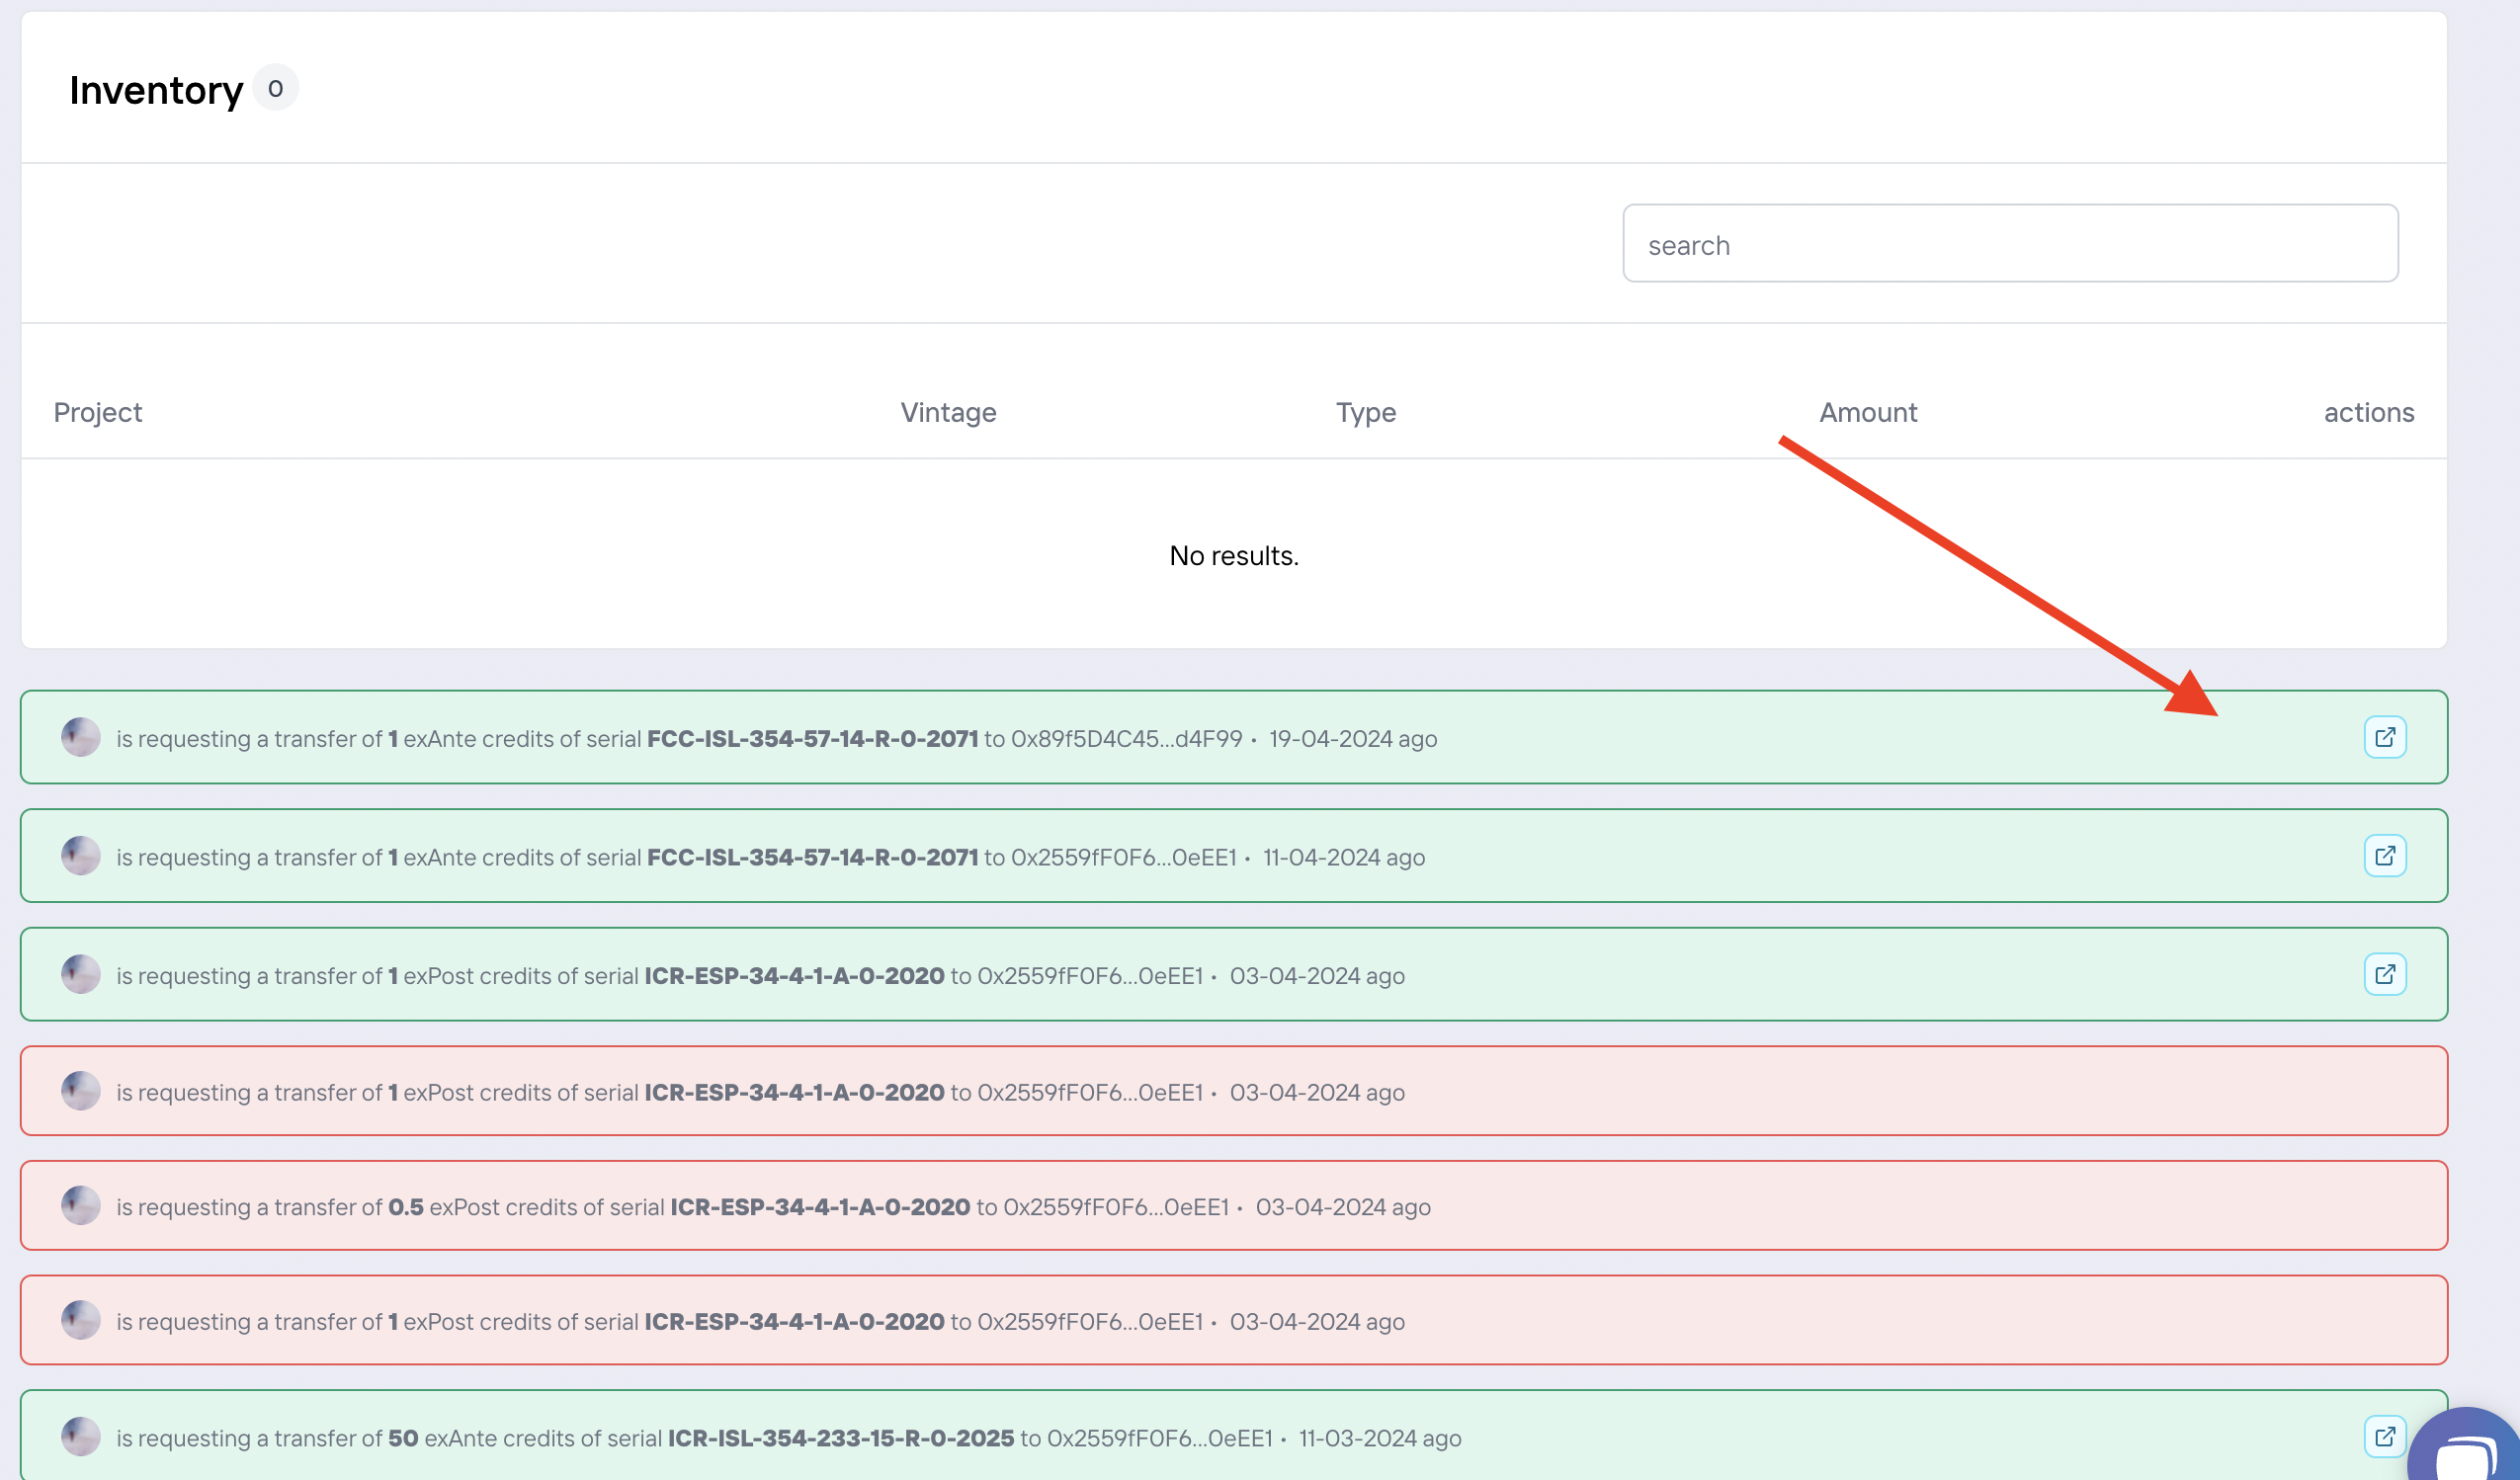 Inventory 0
search
Project Vintage Type Amount actions
No results.
is requesting a transfer of 1 exAnte credits of serial FCC-ISL-354-57-14-R-0-2071 to 0x89f5D4C45...d4F99 • 19-04-2024 ago
is requesting a transfer of 1 exAnte credits of serial FCC-ISL-354-57-14-R-0-2071 to 0x2559fF0F6...0eEE1 • 11-04-2024 ago
is requesting a transfer of 1 exPost credits of serial ICR-ESP-34-4-1-A-0-2020 to 0x2559fF0F6...0eEE1 • 03-04-2024 ago
is requesting a transfer of 1 exPost credits of serial ICR-ESP-34-4-1-A-0-2020 to 0x2559fF0F6...0eEE1 • 03-04-2024 ago
is requesting a transfer of 0.5 exPost credits of serial ICR-ESP-34-4-1-A-0-2020 to 0x2559fF0F6...0eEE1 • 03-04-2024 ago
is requesting a transfer of 1 exPost credits of serial ICR-ESP-34-4-1-A-0-2020 to 0x2559fF0F6...0eEE1 • 03-04-2024 ago
is requesting a transfer of 50 exAnte credits of serial ICR-ISL-354-233-15-R-0-2025 to 0x2559fF0F6...0eEE1 • 11-03-2024 ago